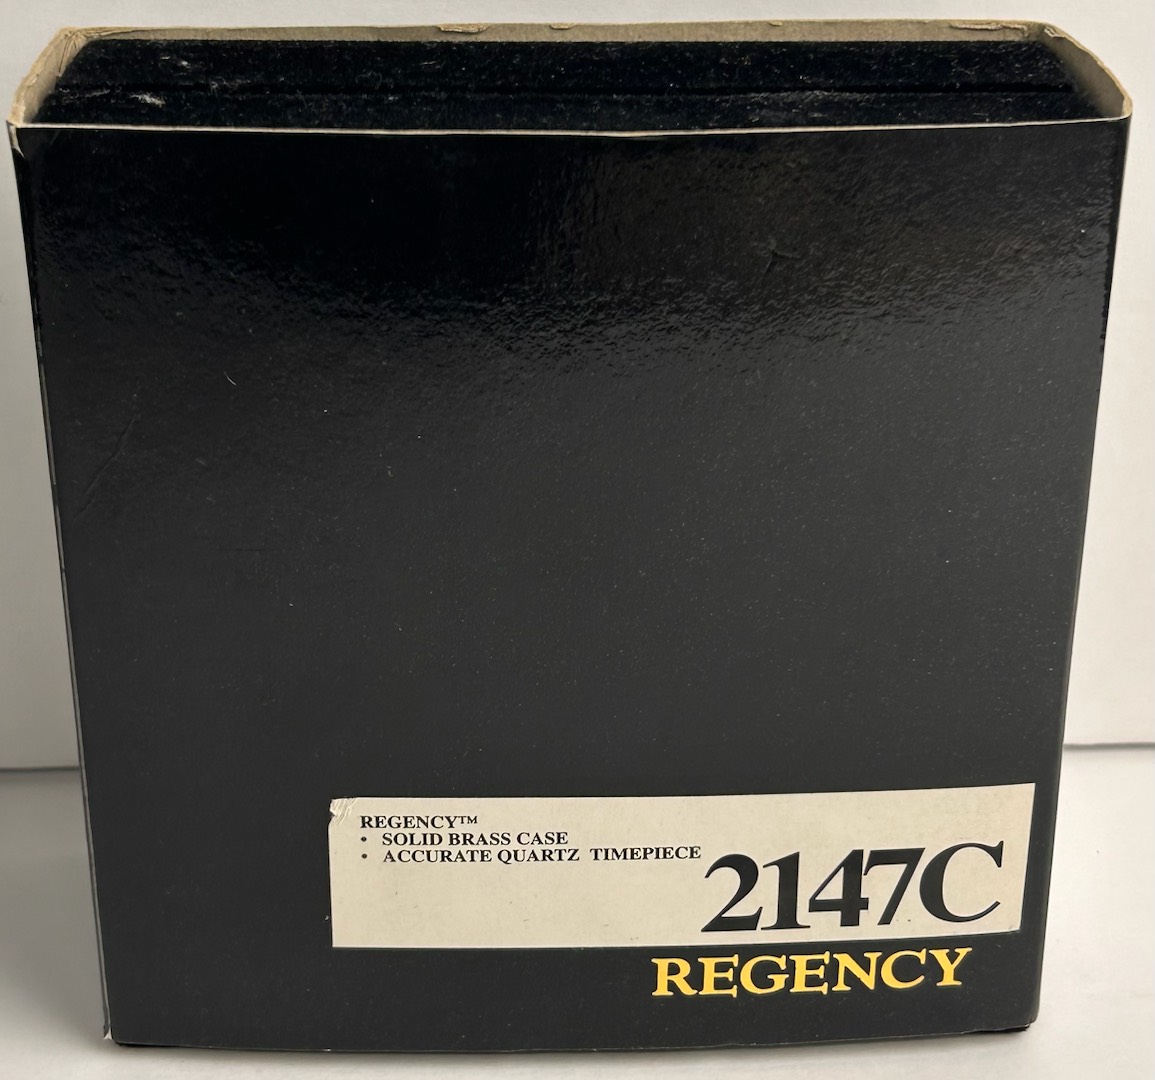 REGENCY™
• SOLID BRASS CASE
• ACCURATE QUARTZ TIMEPIECE
2147C
REGENCY